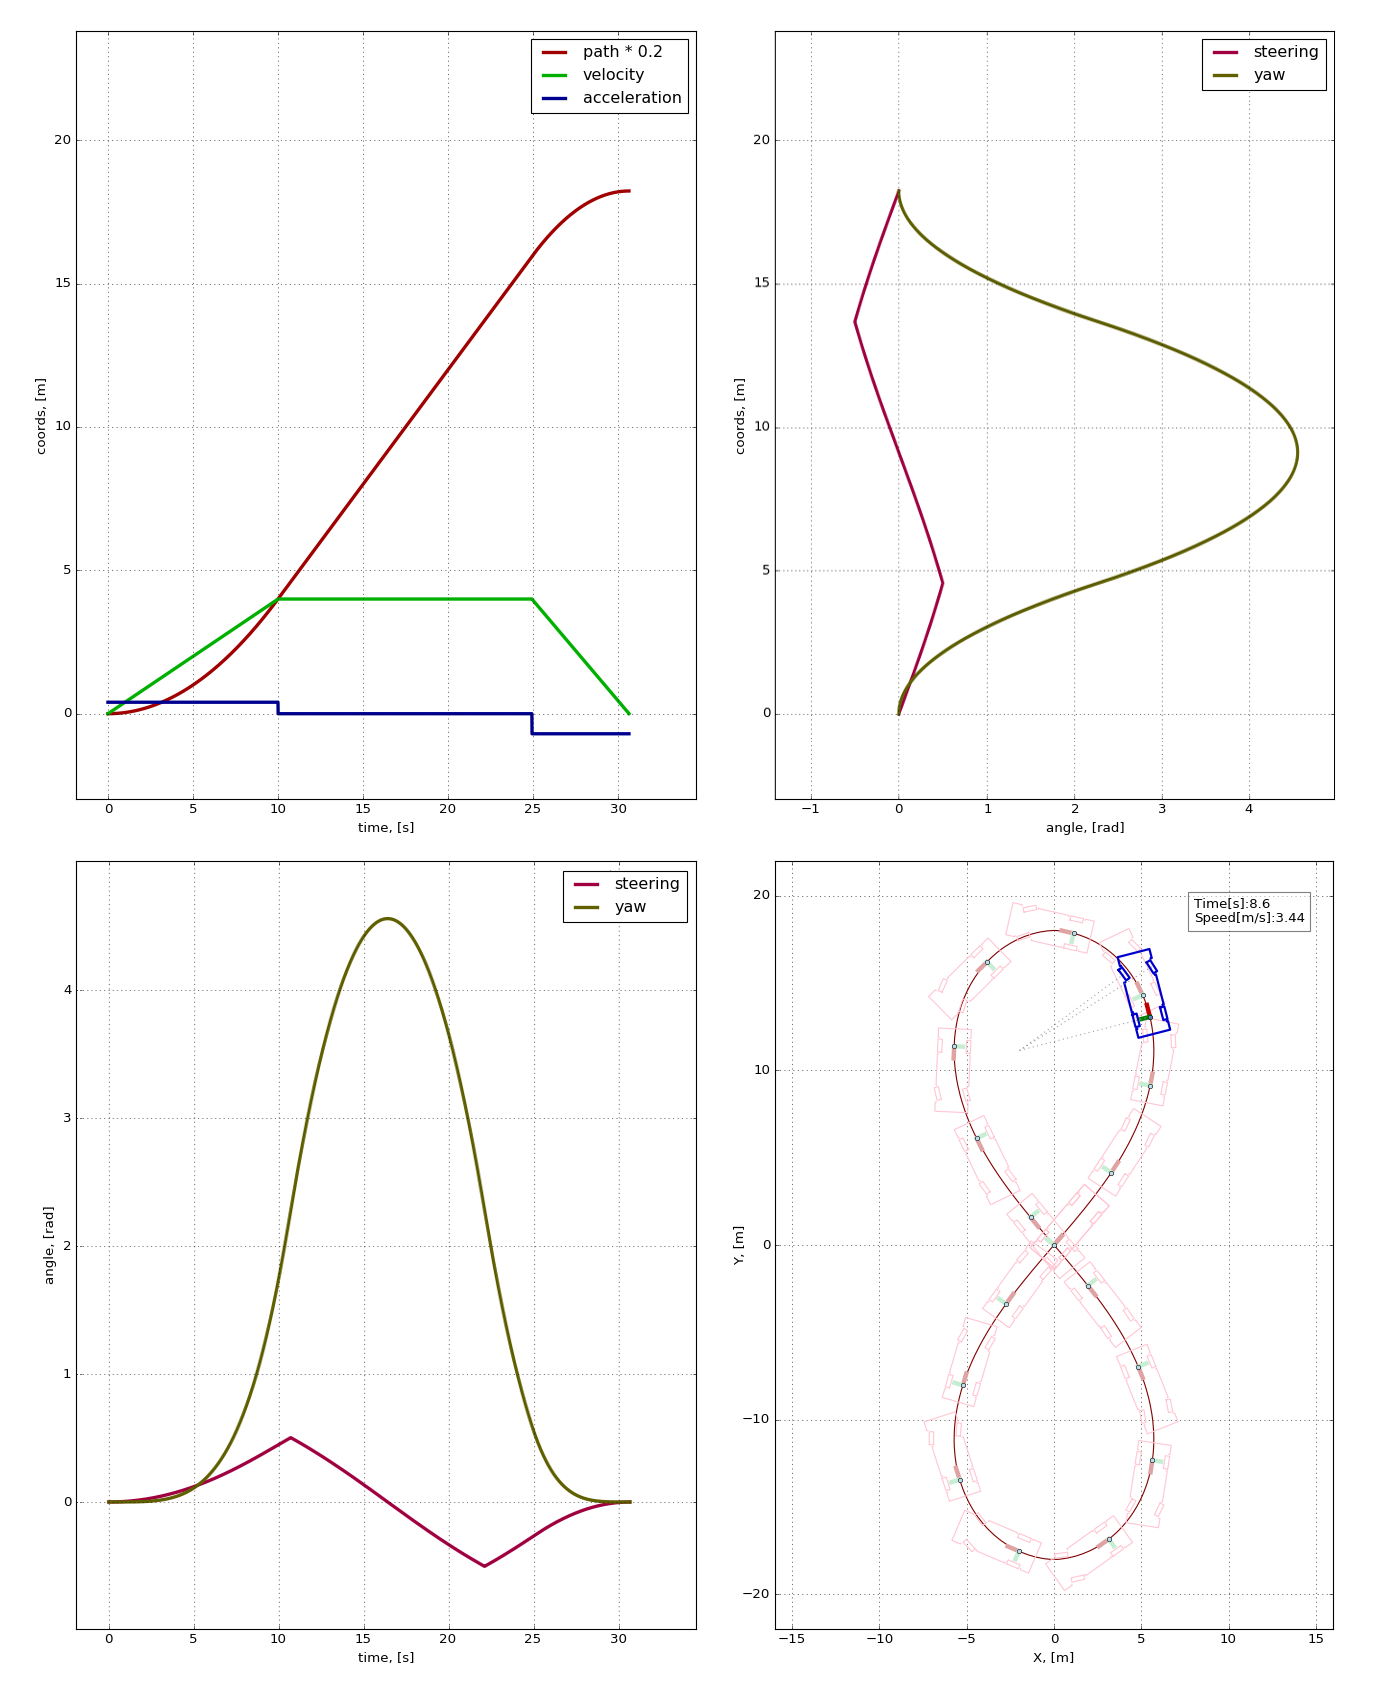 path * 0.2
velocity
acceleration
20
15
10
5
0
coords, [m]
0 5 10 15 20 25 30
time, [s]
steering
yaw
20
15
10
5
0
coords, [m]
−1 0 1 2 3 4
angle, [rad]
steering
yaw
4
3
2
1
0
angle, [rad]
0 5 10 15 20 25 30
time, [s]
Time[s]:8.6
Speed[m/s]:3.44
20
10
0
−10
−20
Y, [m]
−15 −10 −5 0 5 10 15
X, [m]